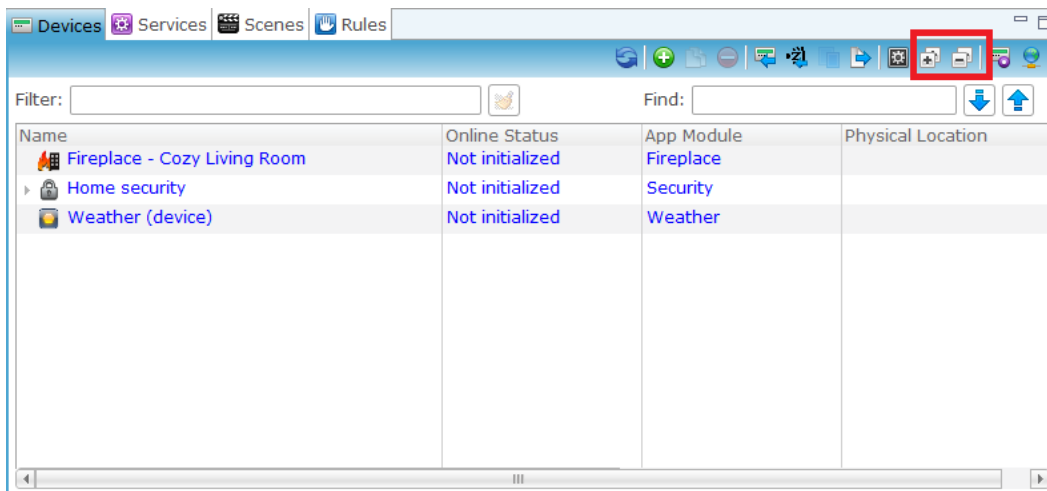 Devices Services Scenes Rules
Filter: Find:
Name Online Status App Module Physical Location
Fireplace - Cozy Living Room Not initialized Fireplace
Home security Not initialized Security
Weather (device) Not initialized Weather